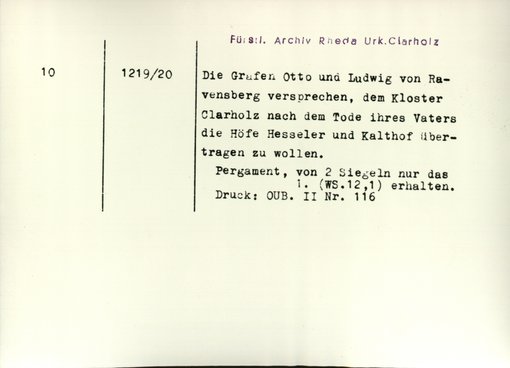 Fürstl. Archiv Rheda Urk.Clarholz
10 1219/20 Die Grafen Otto und Ludwig von Ra-
vensberg versprechen, dem Kloster
Clarholz nach dem Tode ihres Vaters
die Höfe Hesseler und Kalthof über-
tragen zu wollen.
Pergament, von 2 Siegeln nur das
1. (WS.12,1) erhalten.
Druck: OUB. II Nr. 116